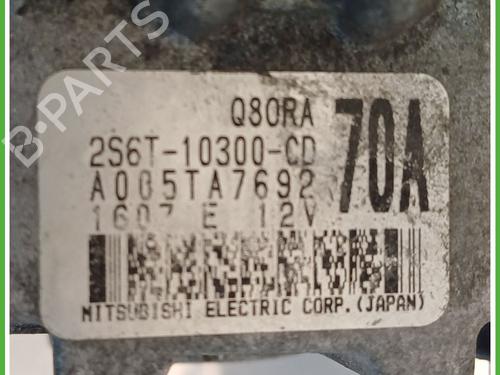 Q80RA
70A
2S6T-10300-CD
A005TA7692
1607 E 12V
MITSUBISHI ELECTRIC CORP.(JAPAN)
B-PARTS